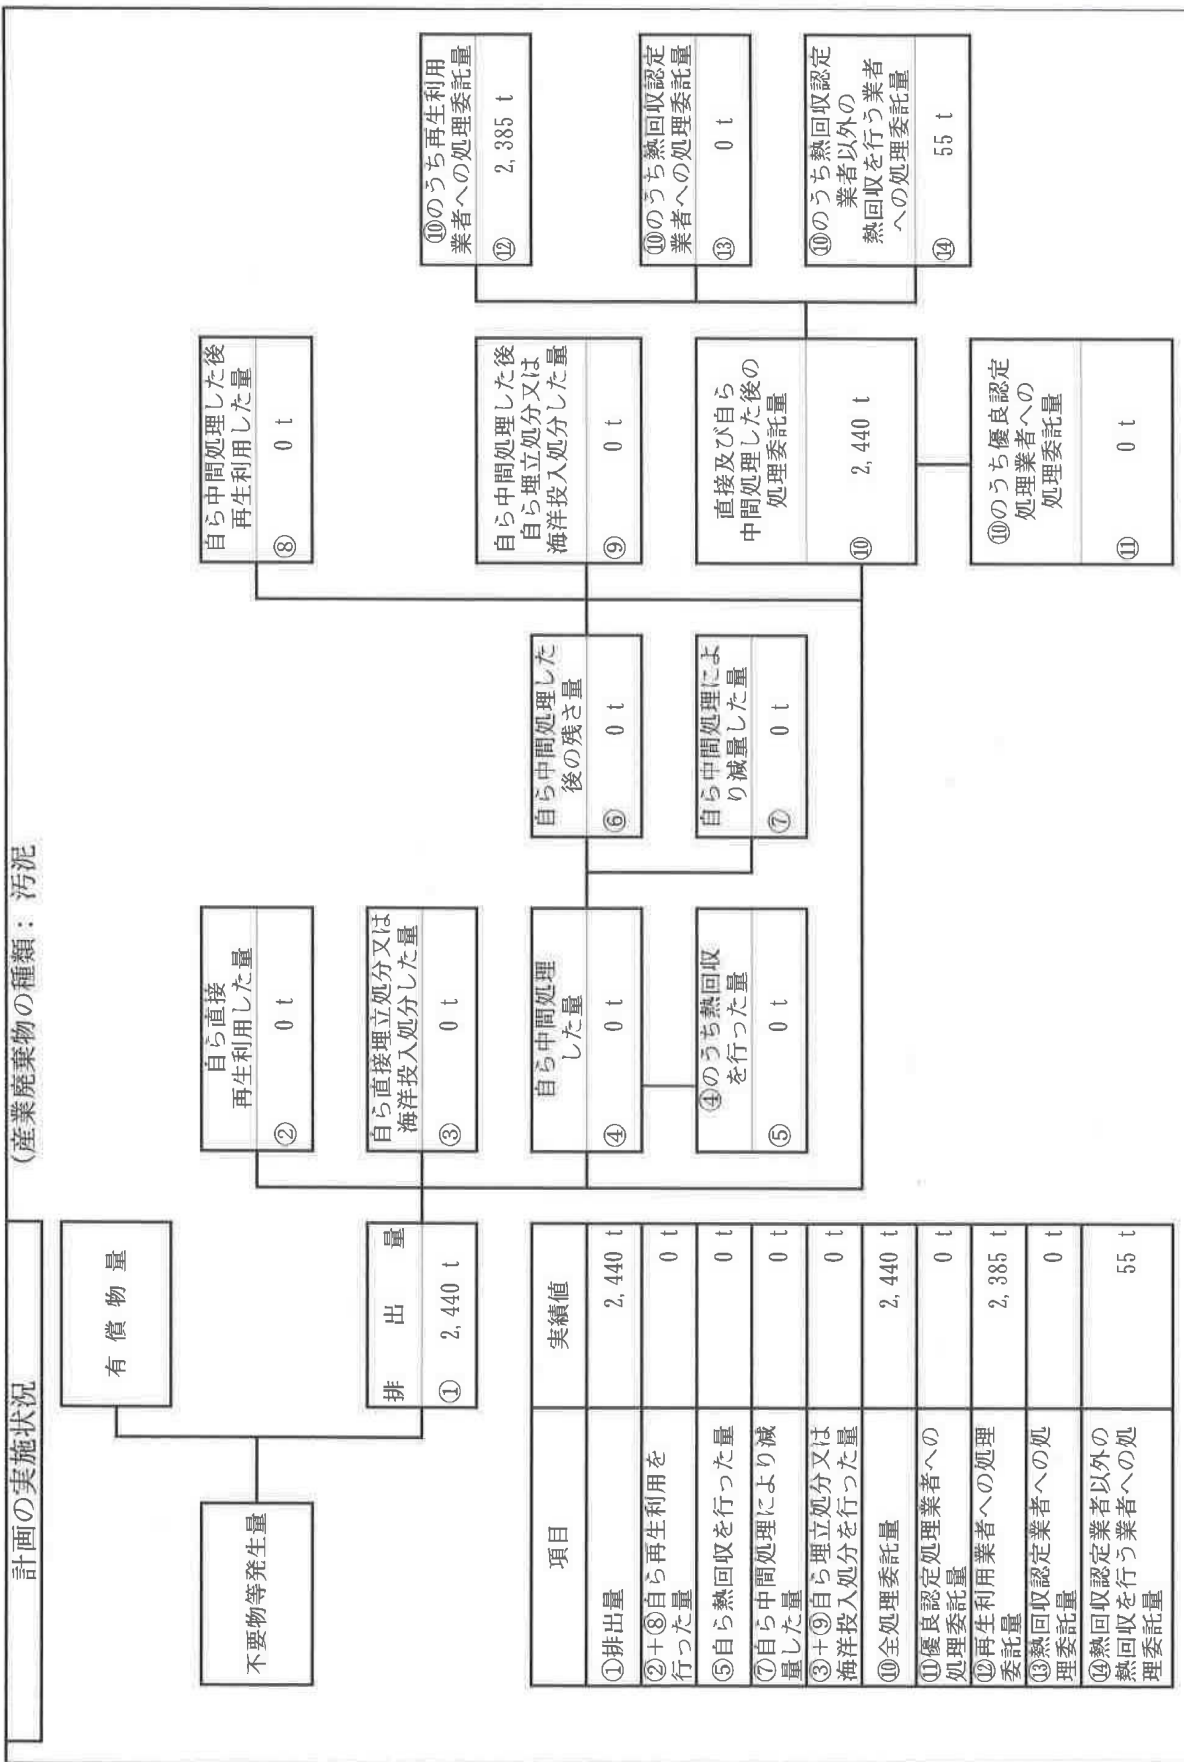 計画の実施状況
(産業廃棄物の種類：汚泥
不要物等発生量
有償物量
排出量
① 2,440 t
自ら直接
再生利用した量
② 0 t
自ら直接埋立処分又は
海洋投入処分した量
③ 0 t
自ら中間処理
した量
④ 0 t
④のうち熱回収
を行った量
⑤ 0 t
自ら中間処理した
後の残さ量
⑥ 0 t
自ら中間処理によ
り減量した量
⑦ 0 t
自ら中間処理した後
再生利用した量
⑧ 0 t
自ら中間処理した後
自ら埋立処分又は
海洋投入処分した量
⑨ 0 t
直接及び自ら
中間処理した後の
処理委託量
⑩ 2,440 t
⑩のうち優良認定
処理業者への
処理委託量
⑪ 0 t
⑩のうち再生利用
業者への処理委託量
⑫ 2,385 t
⑩のうち熱回収認定
業者への処理委託量
⑬ 0 t
⑩のうち熱回収認定
業者以外の
熱回収を行う業者
への処理委託量
⑭ 55 t
項目 実績値
①排出量 2,440 t
②＋⑧自ら再生利用を
行った量 0 t
⑤自ら熱回収を行った量 0 t
⑦自ら中間処理により減
量した量 0 t
③＋⑨自ら埋立処分又は
海洋投入処分を行った量 0 t
⑩全処理委託量 2,440 t
⑪優良認定処理業者への
処理委託量 0 t
⑫再生利用業者への処理
委託量 2,385 t
⑬熱回収認定業者への処
理委託量 0 t
⑭熱回収認定業者以外の
熱回収を行う業者への処
理委託量 55 t